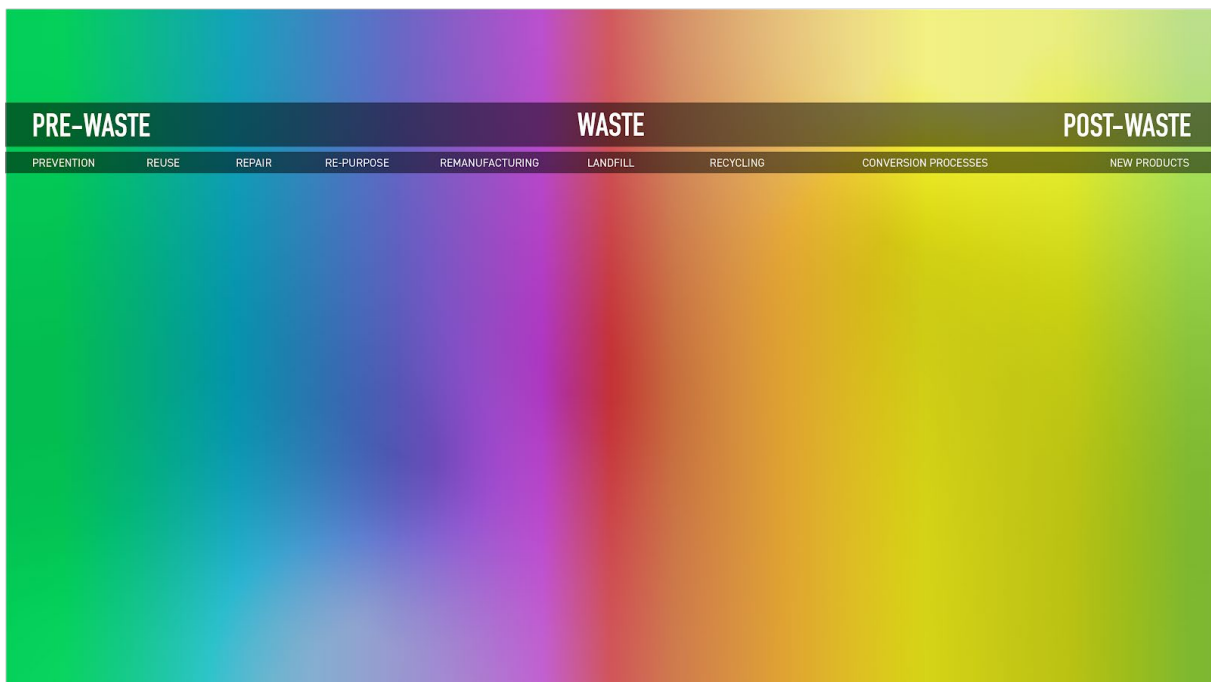 PRE-WASTE WASTE POST-WASTE
PREVENTION REUSE REPAIR RE-PURPOSE REMANUFACTURING LANDFILL RECYCLING CONVERSION PROCESSES NEW PRODUCTS